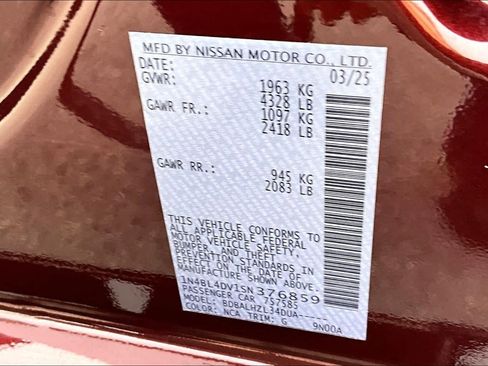 MFD BY NISSAN MOTOR CO., LTD.
DATE: 03/25
GVWR: 1963 KG
4328 LB
GAWR FR.: 1097 KG
2418 LB
GAWR RR.: 945 KG
2083 LB
THIS VEHICLE CONFORMS TO
ALL APPLICABLE FEDERAL
MOTOR VEHICLE SAFETY,
BUMPER, AND THEFT
PREVENTION STANDARDS IN
EFFECT ON THE DATE OF
MANUFACTURE SHOWN ABOVE.
1N4BL4DV1SN376859
PASSENGER CAR 757583
MODEL: BDBALHZL34DUA-----
COLOR: NCA TRIM: G 9N00A